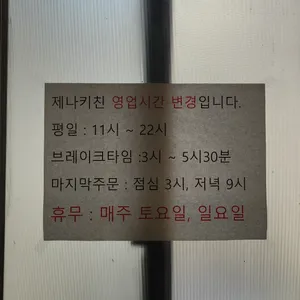 제나키친 영업시간 변경입니다.
평일 : 11시 ~ 22시
브레이크타임 :3시 ~ 5시30분
마지막주문 : 점심 3시, 저녁 9시
휴무 : 매주 토요일, 일요일